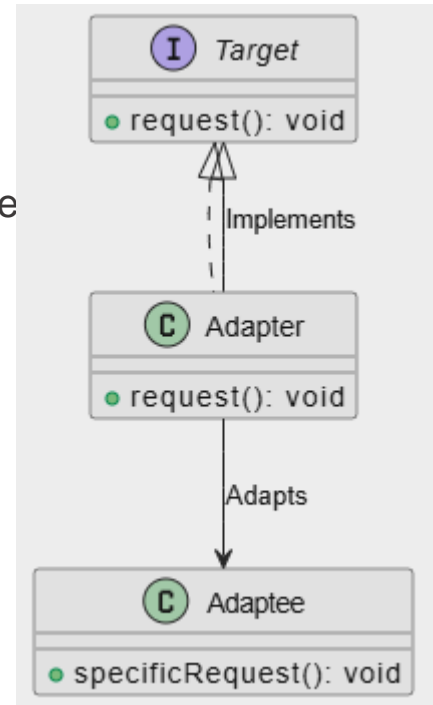 I Target
request(): void
e
Implements
C Adapter
request(): void
Adapts
C Adaptee
specificRequest(): void